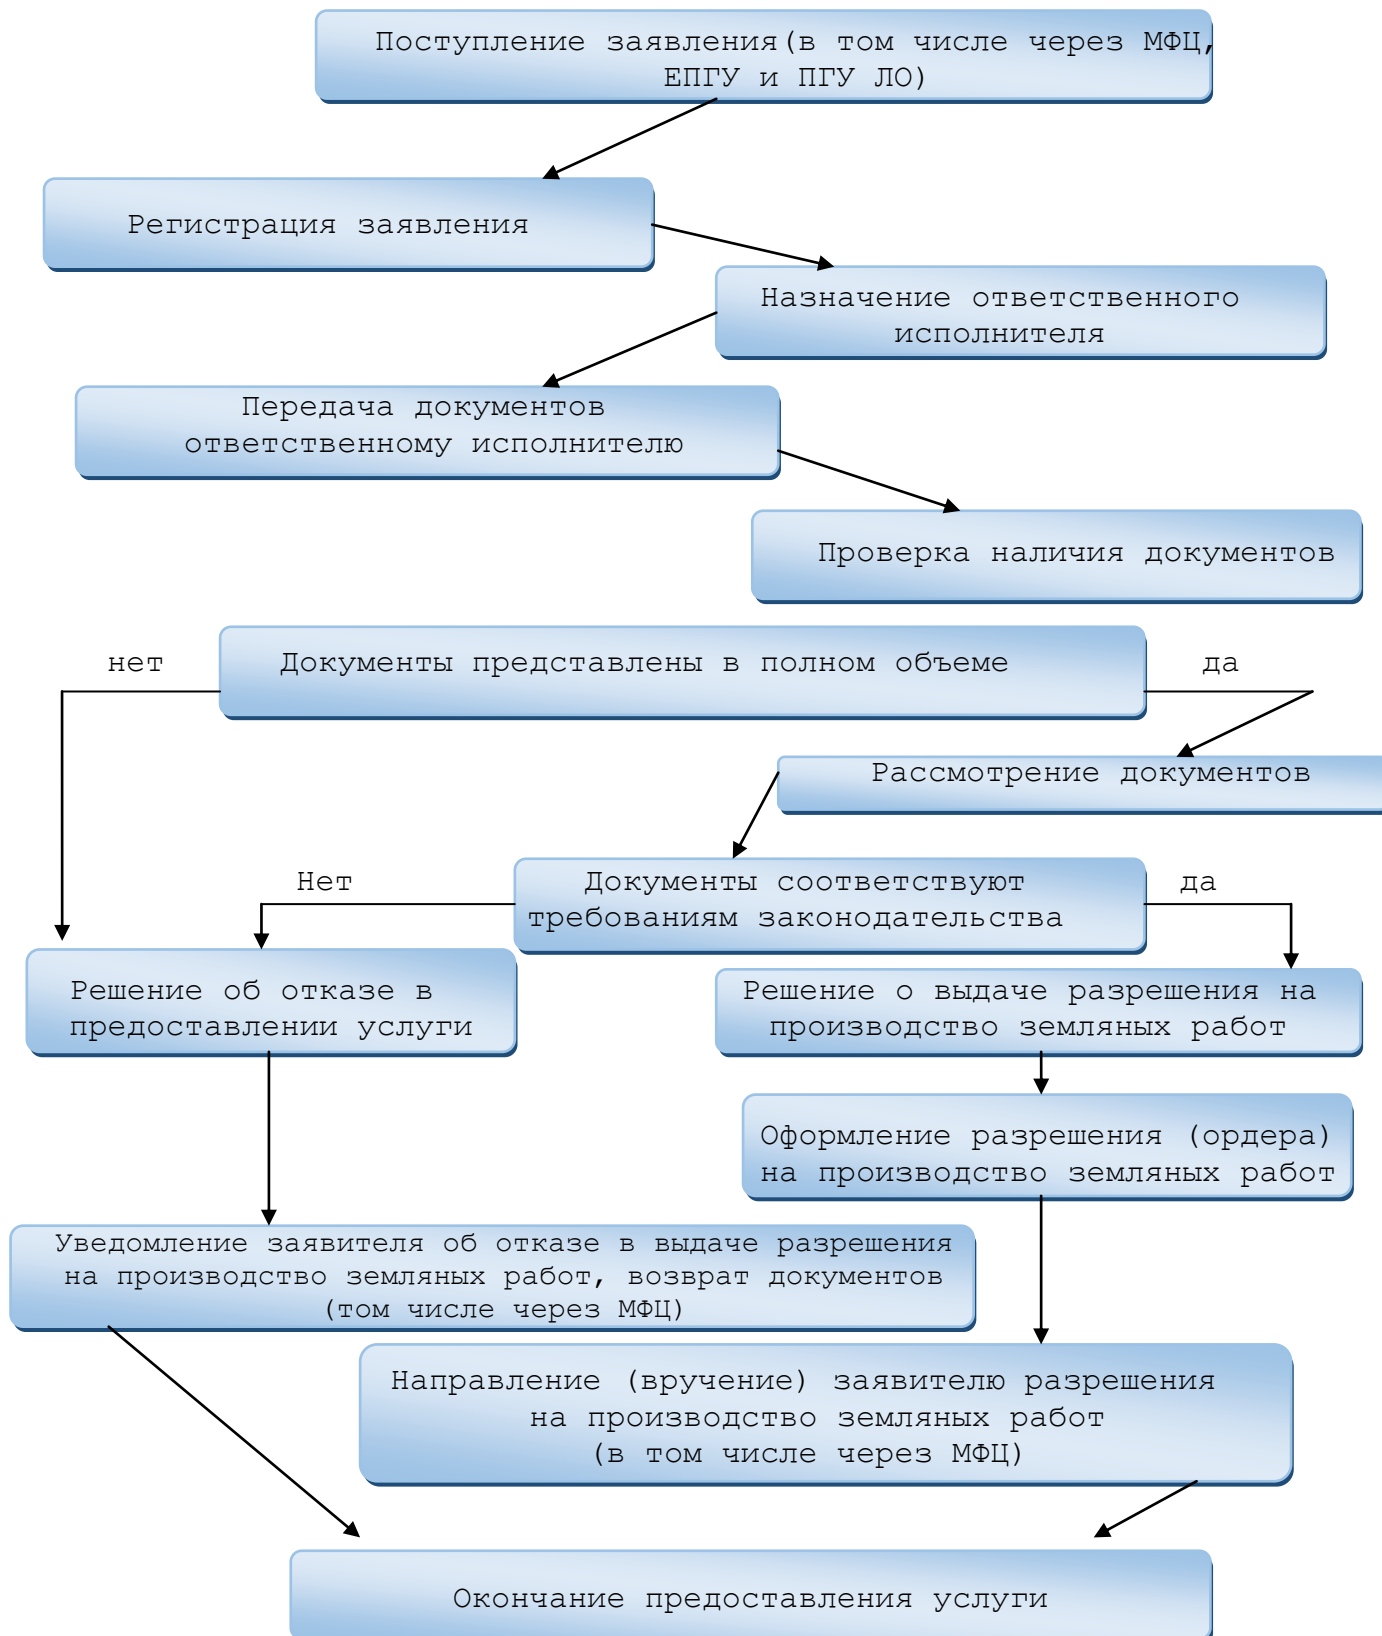 Поступление заявления(в том числе через МФЦ,
ЕПГУ и ПГУ ЛО)
Регистрация заявления
Назначение ответственного
исполнителя
Передача документов
ответственному исполнителю
Проверка наличия документов
нет
Документы представлены в полном объеме
да
Рассмотрение документов
Нет
Документы соответствуют
требованиям законодательства
да
Решение об отказе в
предоставлении услуги
Решение о выдаче разрешения на
производство земляных работ
Оформление разрешения (ордера)
на производство земляных работ
Уведомление заявителя об отказе в выдаче разрешения
на производство земляных работ, возврат документов
(том числе через МФЦ)
Направление (вручение) заявителю разрешения
на производство земляных работ
(в том числе через МФЦ)
Окончание предоставления услуги